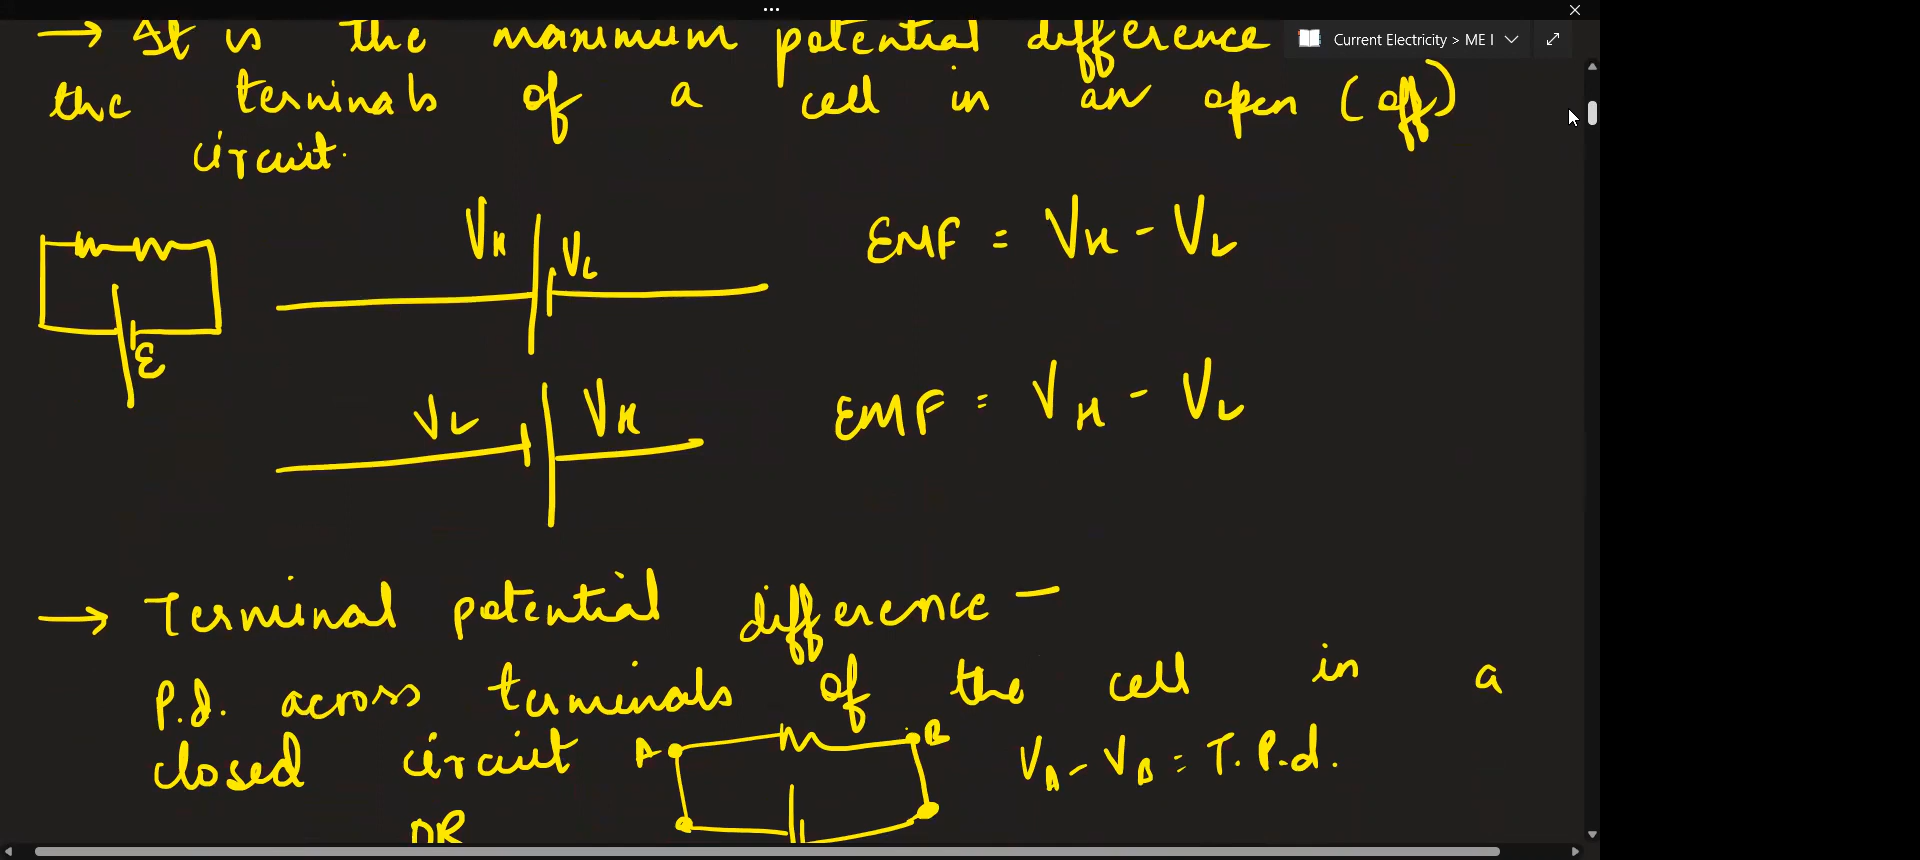 → It is the maximum potential difference
Current Electricity > ME I
the terminals of a cell in an open (off)
circuit.
VH VL EMF = VH - VL
ε
VL VH EMF = VH - VL
→ Terminal potential difference —
P.d. across terminals of the cell in a
closed circuit A B VA - VB = T.P.d.
OR